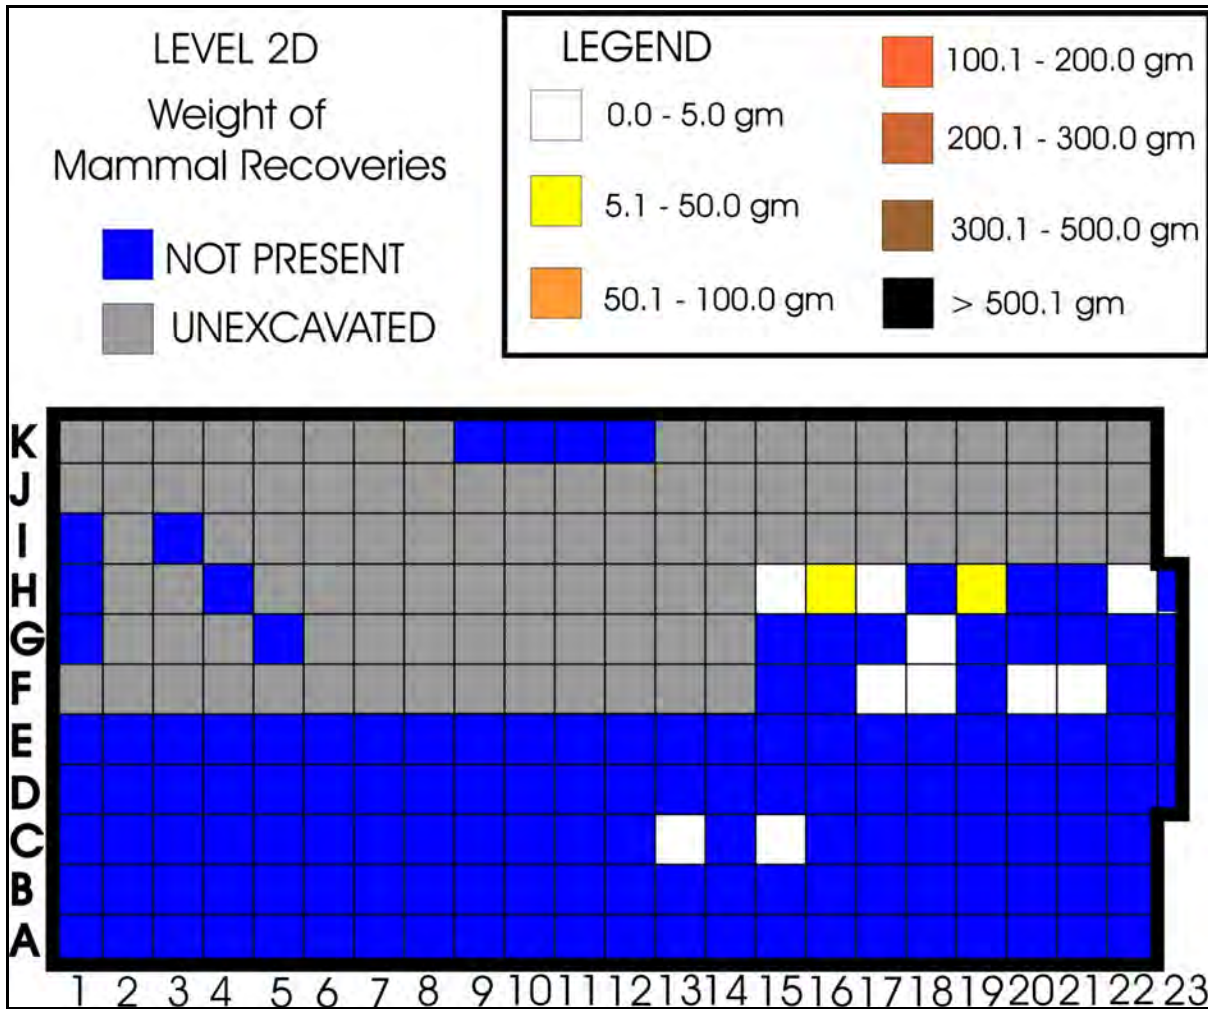 LEVEL 2D
Weight of
Mammal Recoveries
NOT PRESENT
UNEXCAVATED
LEGEND
0.0 - 5.0 gm
5.1 - 50.0 gm
50.1 - 100.0 gm
100.1 - 200.0 gm
200.1 - 300.0 gm
300.1 - 500.0 gm
> 500.1 gm
K
J
I
H
G
F
E
D
C
B
A
1 2 3 4 5 6 7 8 9 10 11 12 13 14 15 16 17 18 19 20 21 22 23